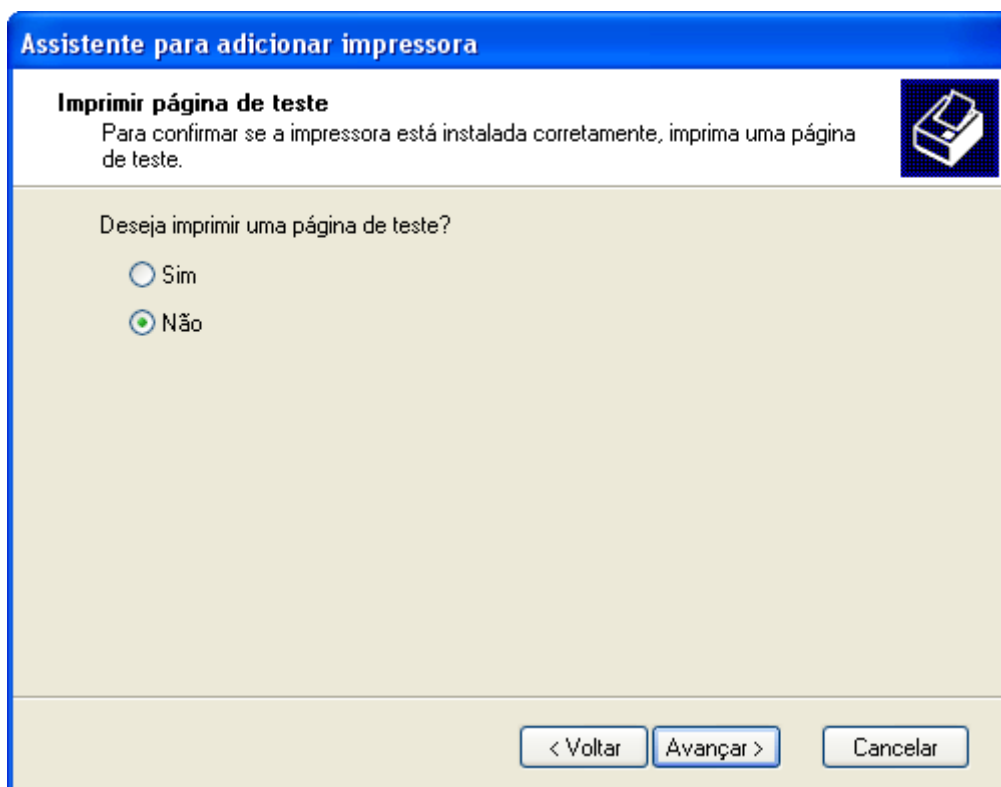 Assistente para adicionar impressora
Imprimir página de teste
Para confirmar se a impressora está instalada corretamente, imprima uma página
de teste.
Deseja imprimir uma página de teste?
Sim
Não
< Voltar Avançar > Cancelar